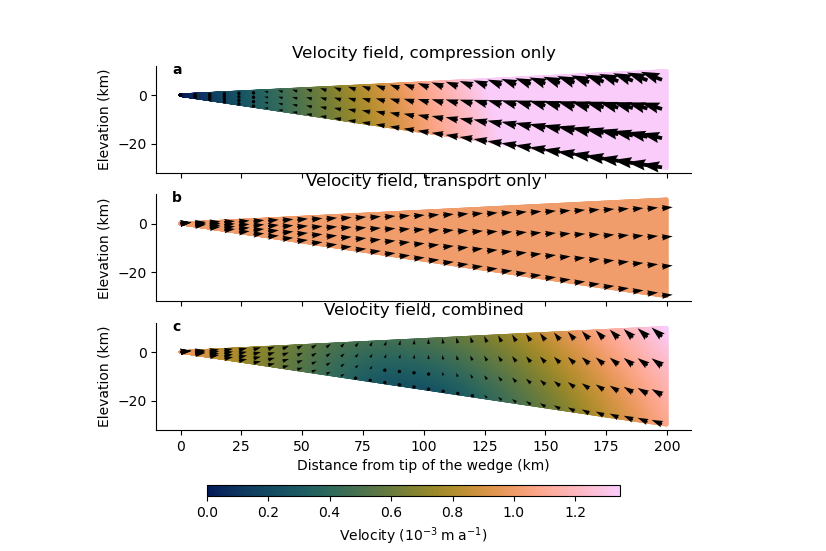 Velocity field, compression only
a
Elevation (km)
0
−20
Velocity field, transport only
b
Elevation (km)
0
−20
Velocity field, combined
c
Elevation (km)
0
−20
0 25 50 75 100 125 150 175 200
Distance from tip of the wedge (km)
0.0 0.2 0.4 0.6 0.8 1.0 1.2
Velocity (10⁻³ m a⁻¹)